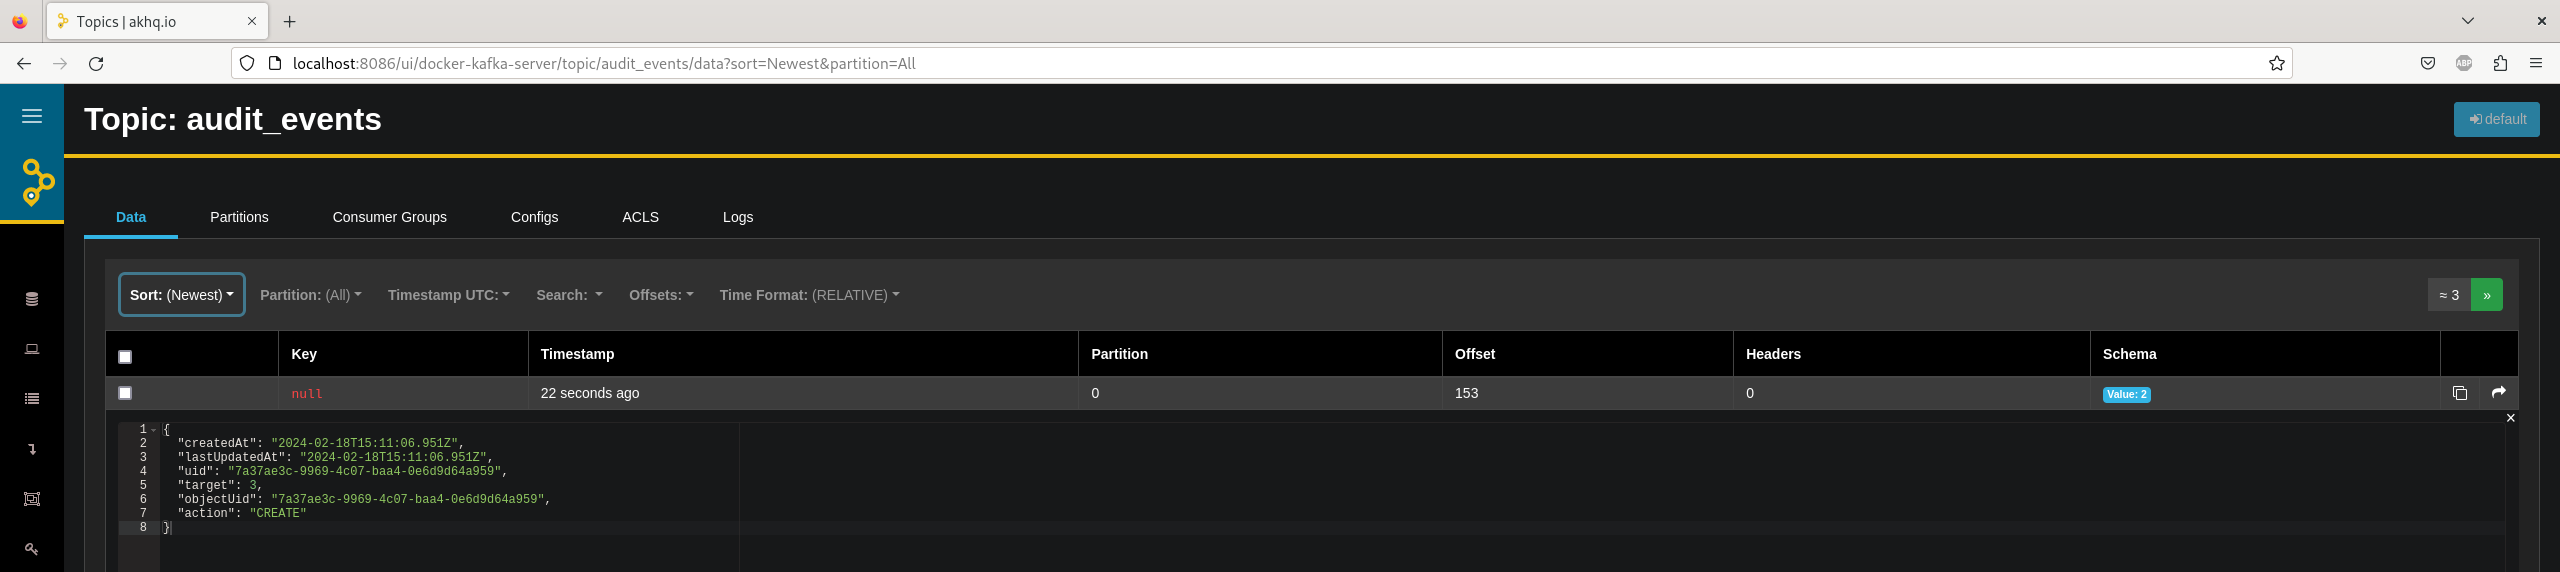 Topics | akhq.io
localhost:8086/ui/docker-kafka-server/topic/audit_events/data?sort=Newest&partition=All
ABP
Topic: audit_events
default
Data Partitions Consumer Groups Configs ACLS Logs
Sort: (Newest) Partition: (All) Timestamp UTC: Search: Offsets: Time Format: (RELATIVE) ≈ 3 »
Key Timestamp Partition Offset Headers Schema
null 22 seconds ago 0 153 0 Value: 2
1 {
2 "createdAt": "2024-02-18T15:11:06.951Z",
3 "lastUpdatedAt": "2024-02-18T15:11:06.951Z",
4 "uid": "7a37ae3c-9969-4c07-baa4-0e6d9d64a959",
5 "target": 3,
6 "objectUid": "7a37ae3c-9969-4c07-baa4-0e6d9d64a959",
7 "action": "CREATE"
8 }